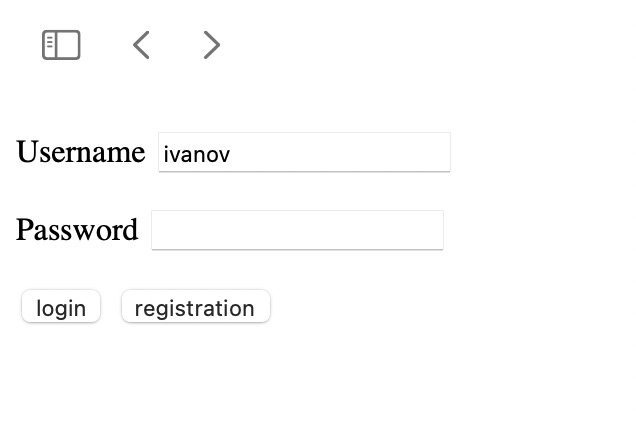 Username ivanov
Password
login registration